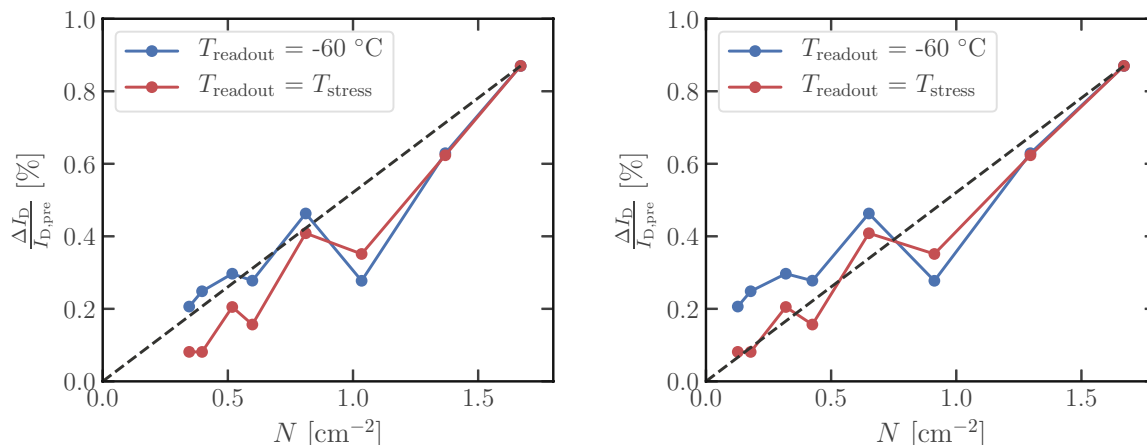 1.0
0.8
0.6
0.4
0.2
0.0
ΔI_D / I_D,pre [%]
T_readout = -60 °C
T_readout = T_stress
0.0 0.5 1.0 1.5
N [cm⁻²]
1.0
0.8
0.6
0.4
0.2
0.0
ΔI_D / I_D,pre [%]
T_readout = -60 °C
T_readout = T_stress
0.0 0.5 1.0 1.5
N [cm⁻²]